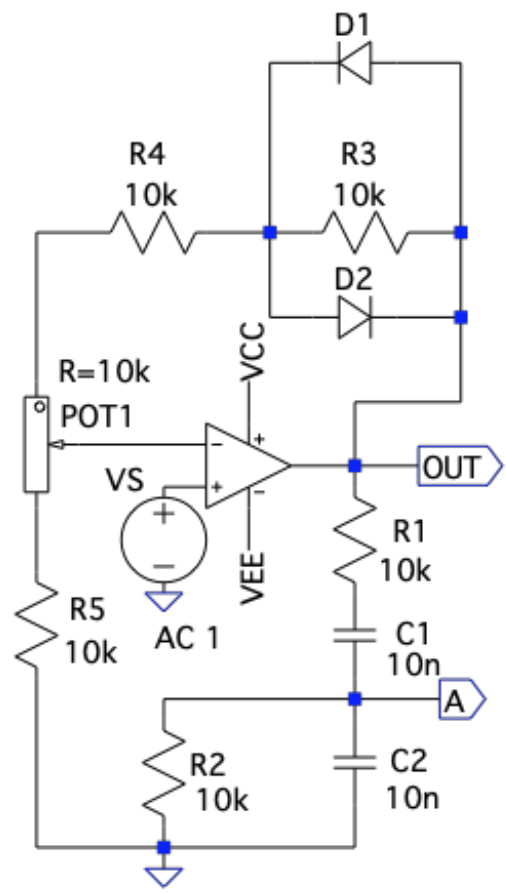 D1
R4
10k
R3
10k
D2
VCC
R=10k
POT1
−
+
VS
+
−
+
−
OUT
VEE
AC 1
R1
10k
R5
10k
C1
10n
A
R2
10k
C2
10n